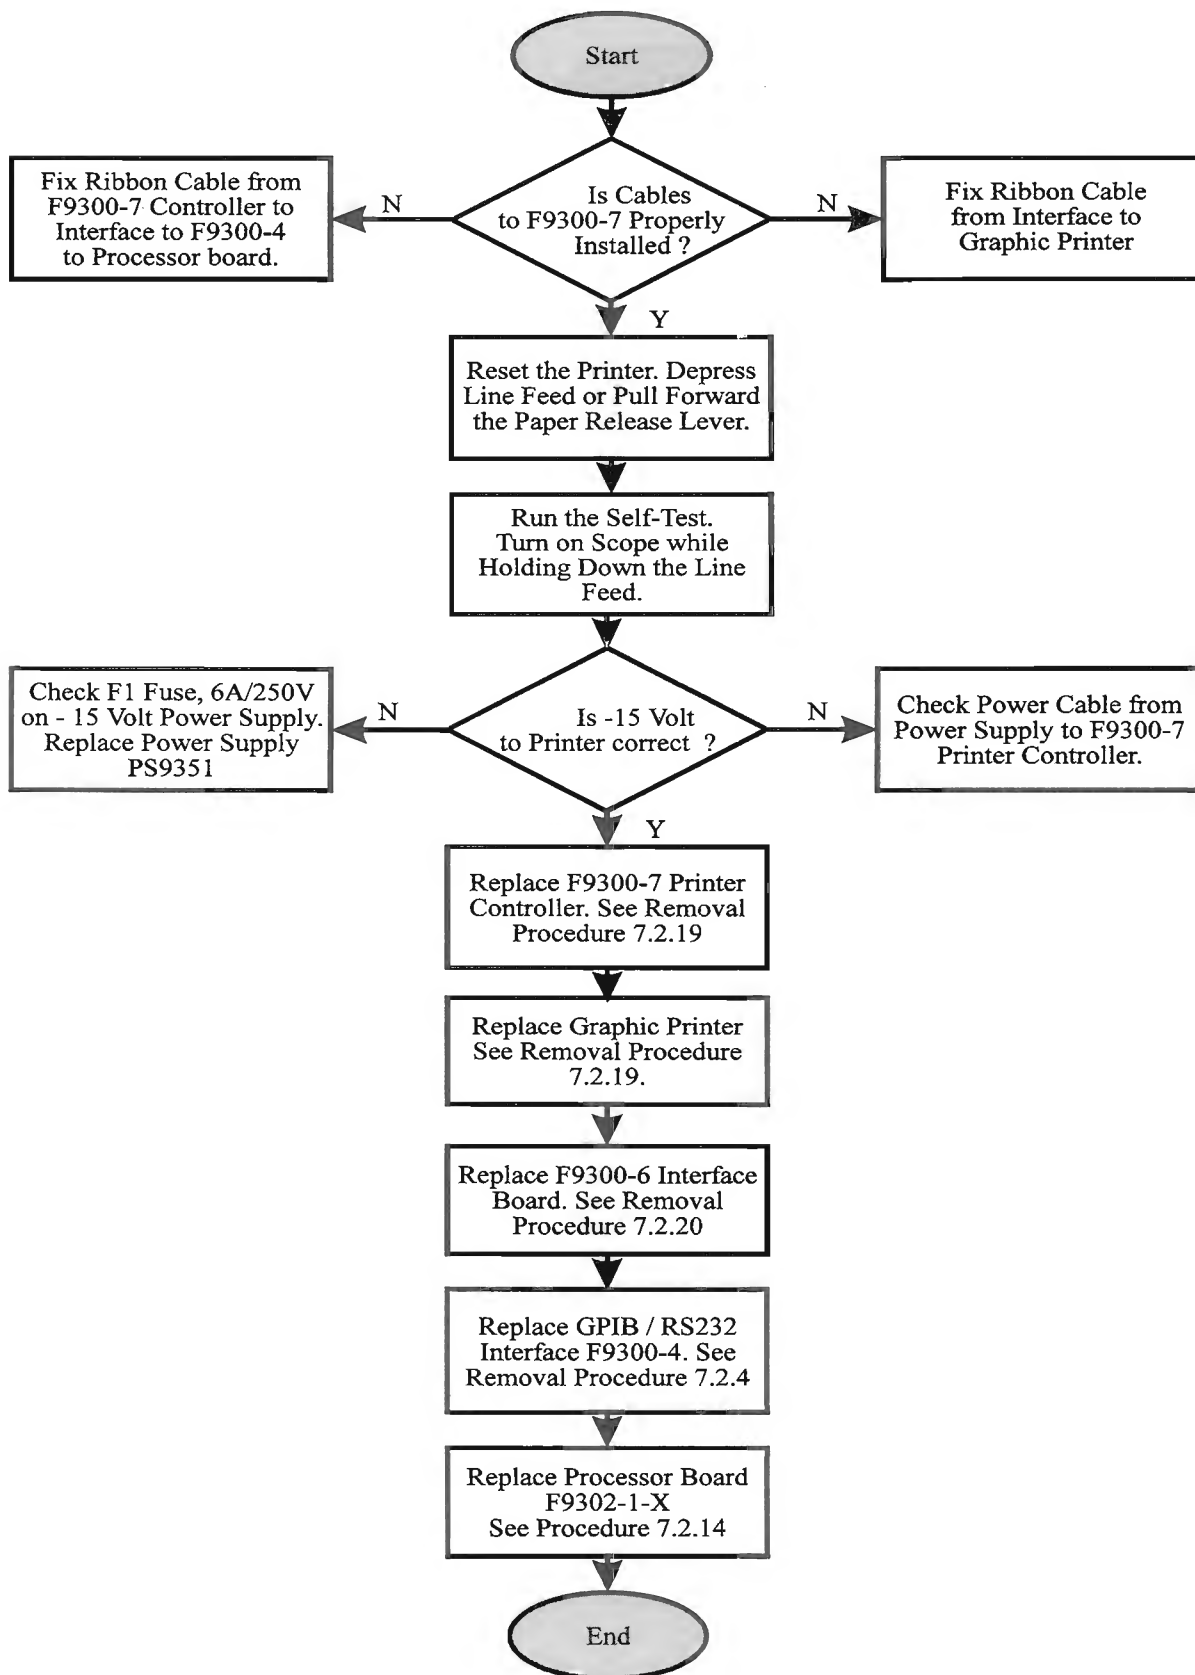 Start
Is Cables
to F9300-7 Properly
Installed ?
N
N
Fix Ribbon Cable from
F9300-7 Controller to
Interface to F9300-4
to Processor board.
Fix Ribbon Cable
from Interface to
Graphic Printer
Y
Reset the Printer. Depress
Line Feed or Pull Forward
the Paper Release Lever.
Run the Self-Test.
Turn on Scope while
Holding Down the Line
Feed.
Is -15 Volt
to Printer correct ?
N
N
Check F1 Fuse, 6A/250V
on - 15 Volt Power Supply.
Replace Power Supply
PS9351
Check Power Cable from
Power Supply to F9300-7
Printer Controller.
Y
Replace F9300-7 Printer
Controller. See Removal
Procedure 7.2.19
Replace Graphic Printer
See Removal Procedure
7.2.19.
Replace F9300-6 Interface
Board. See Removal
Procedure 7.2.20
Replace GPIB / RS232
Interface F9300-4. See
Removal Procedure 7.2.4
Replace Processor Board
F9302-1-X
See Procedure 7.2.14
End